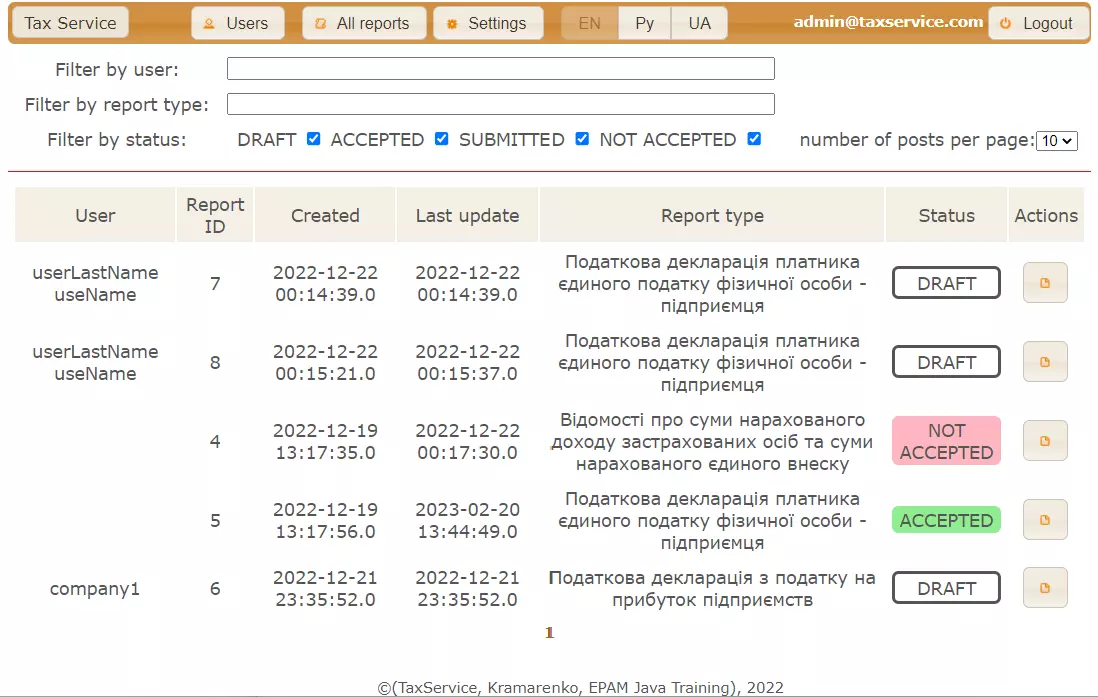 Tax Service Users All reports Settings EN Ру UA admin@taxservice.com Logout
Filter by user:
Filter by report type:
Filter by status: DRAFT ACCEPTED SUBMITTED NOT ACCEPTED number of posts per page: 10
User Report ID Created Last update Report type Status Actions
userLastName useName 7 2022-12-22 00:14:39.0 2022-12-22 00:14:39.0 Податкова декларація платника єдиного податку фізичної особи - підприємця DRAFT
userLastName useName 8 2022-12-22 00:15:21.0 2022-12-22 00:15:37.0 Податкова декларація платника єдиного податку фізичної особи - підприємця DRAFT
4 2022-12-19 13:17:35.0 2022-12-22 00:17:30.0 Відомості про суми нарахованого доходу застрахованих осіб та суми нарахованого єдиного внеску NOT ACCEPTED
5 2022-12-19 13:17:56.0 2023-02-20 13:44:49.0 Податкова декларація платника єдиного податку фізичної особи - підприємця ACCEPTED
company1 6 2022-12-21 23:35:52.0 2022-12-21 23:35:52.0 Податкова декларація з податку на прибуток підприємств DRAFT
1
©(TaxService, Kramarenko, EPAM Java Training), 2022